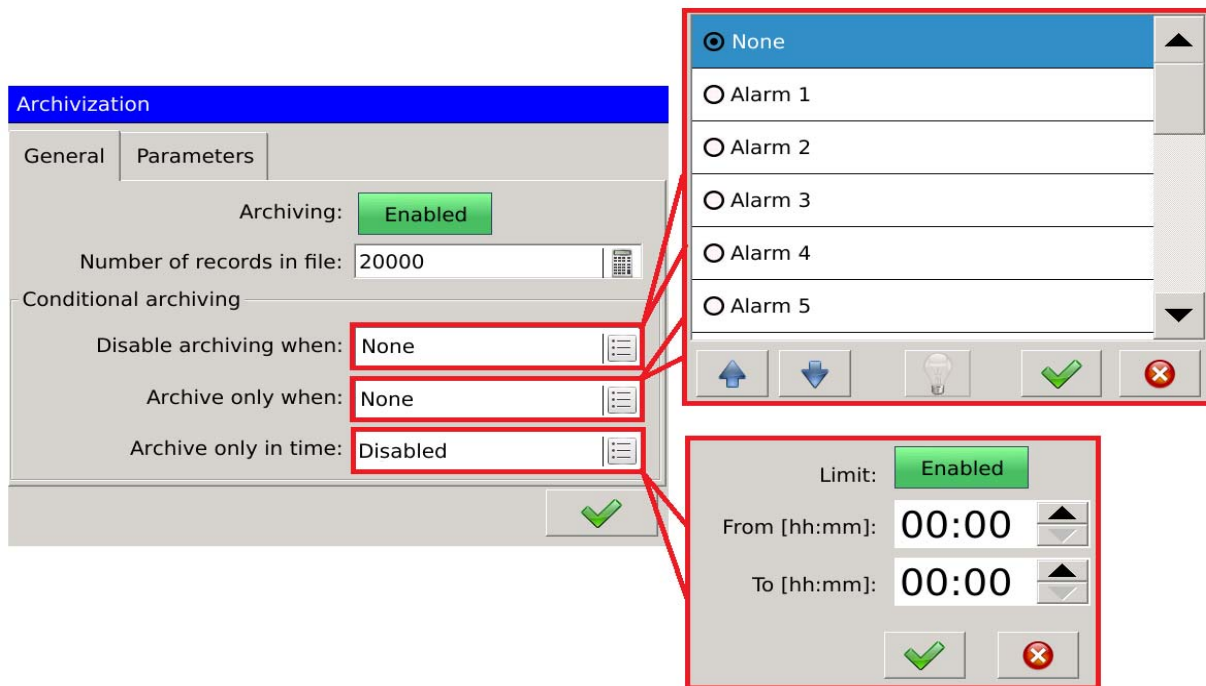 Archivization
General
Parameters
Archiving: Enabled
Number of records in file: 20000
Conditional archiving
Disable archiving when: None
Archive only when: None
Archive only in time: Disabled
None
Alarm 1
Alarm 2
Alarm 3
Alarm 4
Alarm 5
Limit: Enabled
From [hh:mm]: 00:00
To [hh:mm]: 00:00